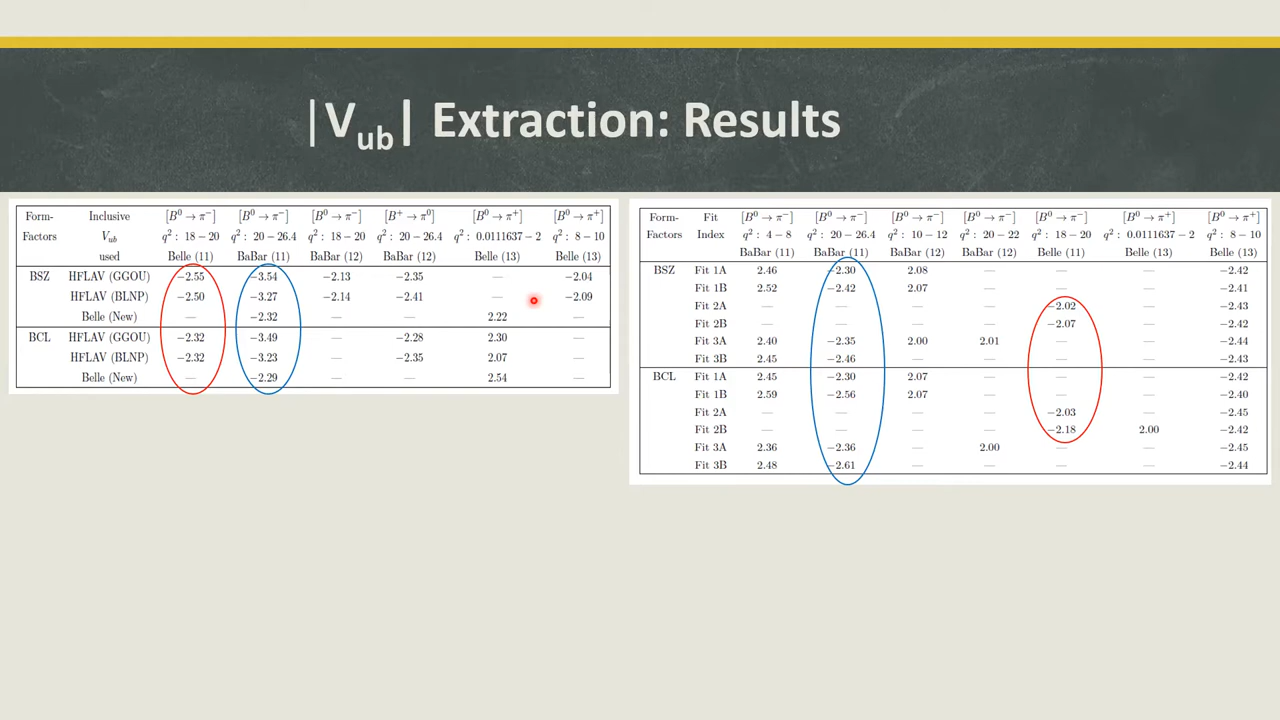 |Vub| Extraction: Results
Form- Inclusive [B⁰ → π⁻] [B⁰ → π⁻] [B⁰ → π⁻] [B⁺ → π⁰] [B⁰ → π⁺] [B⁰ → π⁺]
Factors Vub q² : 18 − 20 q² : 20 − 26.4 q² : 18 − 20 q² : 20 − 26.4 q² : 0.0111637 − 2 q² : 8 − 10
used Belle (11) BaBar (11) BaBar (12) BaBar (12) Belle (13) Belle (13)
BSZ HFLAV (GGOU) −2.55 −3.54 −2.13 −2.35 — −2.04
HFLAV (BLNP) −2.50 −3.27 −2.14 −2.41 — −2.09
Belle (New) — −2.32 — — 2.22 —
BCL HFLAV (GGOU) −2.32 −3.49 — −2.28 2.30 —
HFLAV (BLNP) −2.32 −3.23 — −2.35 2.07 —
Belle (New) — −2.29 — — 2.54 —
Form- Fit [B⁰ → π⁻] [B⁰ → π⁻] [B⁰ → π⁻] [B⁰ → π⁻] [B⁰ → π⁻] [B⁰ → π⁺] [B⁰ → π⁺]
Factors Index q² : 4 − 8 q² : 20 − 26.4 q² : 10 − 12 q² : 20 − 22 q² : 18 − 20 q² : 0.0111637 − 2 q² : 8 − 10
BaBar (11) BaBar (11) BaBar (12) BaBar (12) Belle (11) Belle (13) Belle (13)
BSZ Fit 1A 2.46 −2.30 2.08 — — — −2.42
Fit 1B 2.52 −2.42 2.07 — — — −2.41
Fit 2A — — — — −2.02 — −2.43
Fit 2B — — — — −2.07 — −2.42
Fit 3A 2.40 −2.35 2.00 2.01 — — −2.44
Fit 3B 2.45 −2.46 — — — — −2.43
BCL Fit 1A 2.45 −2.30 2.07 — — — −2.42
Fit 1B 2.59 −2.56 2.07 — — — −2.40
Fit 2A — — — — −2.03 — −2.45
Fit 2B — — — — −2.18 2.00 −2.42
Fit 3A 2.36 −2.36 — 2.00 — — −2.45
Fit 3B 2.48 −2.61 — — — — −2.44